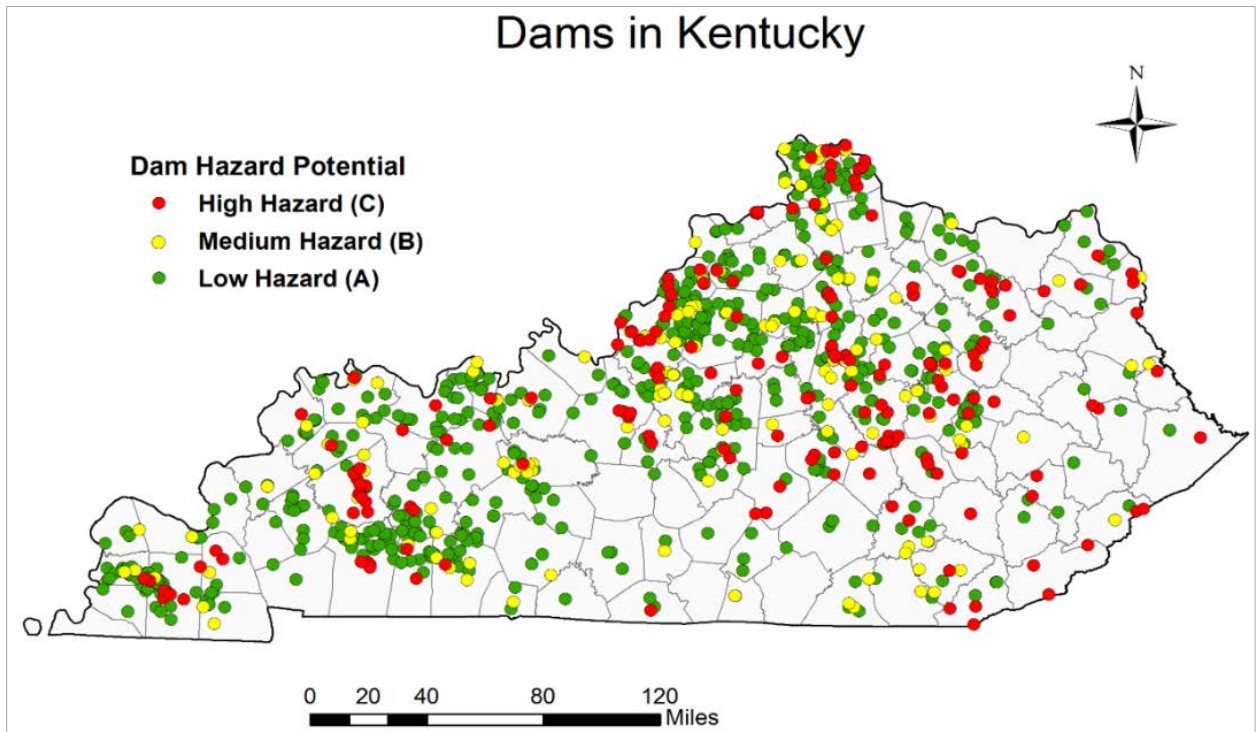 Dams in Kentucky
N
Dam Hazard Potential
High Hazard (C)
Medium Hazard (B)
Low Hazard (A)
0 20 40 80 120
Miles